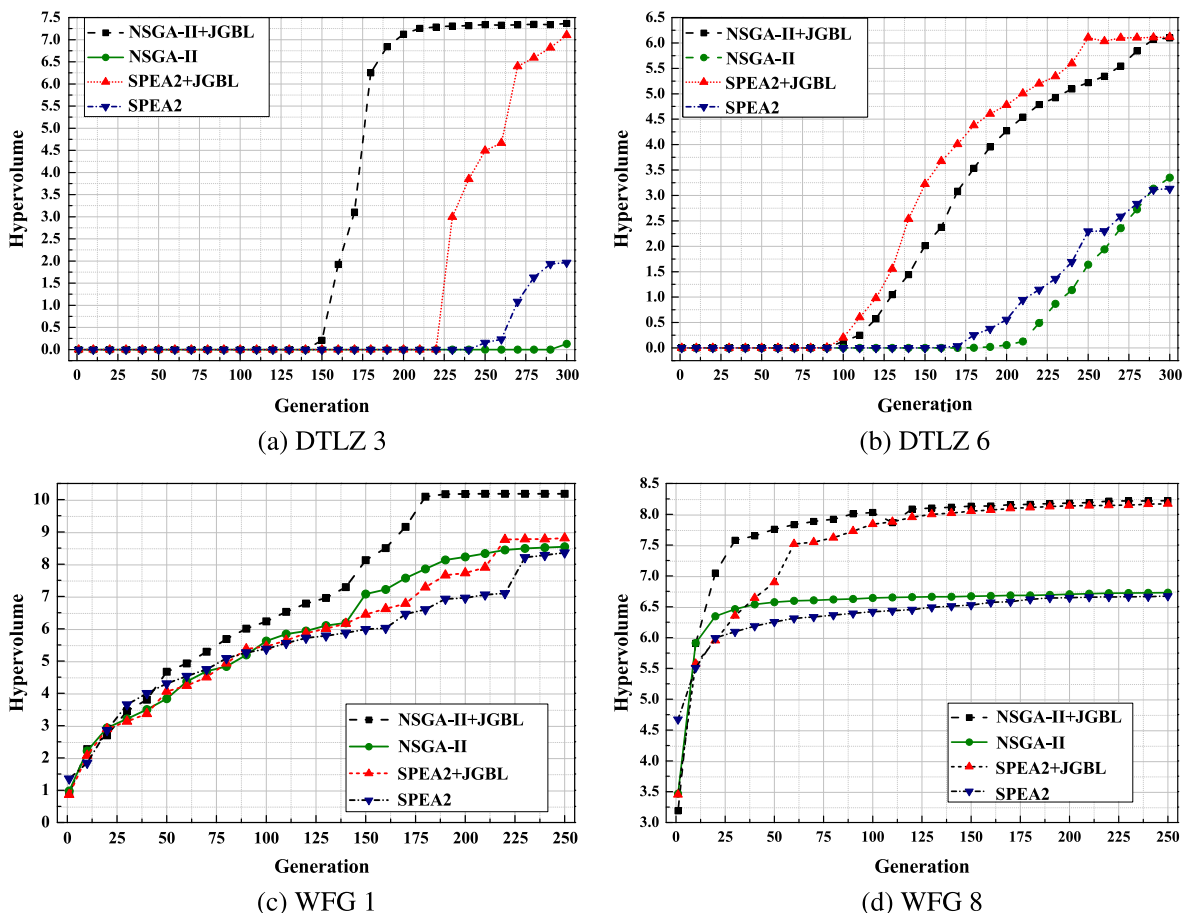 7.5
7.0
6.5
6.0
5.5
5.0
4.5
4.0
3.5
3.0
2.5
2.0
1.5
1.0
0.5
0.0
Hypervolume
NSGA-II+JGBL
NSGA-II
SPEA2+JGBL
SPEA2
0 25 50 75 100 125 150 175 200 225 250 275 300
Generation
(a) DTLZ 3
6.5
6.0
5.5
5.0
4.5
4.0
3.5
3.0
2.5
2.0
1.5
1.0
0.5
0.0
Hypervolume
NSGA-II+JGBL
NSGA-II
SPEA2+JGBL
SPEA2
0 25 50 75 100 125 150 175 200 225 250 275 300
Generation
(b) DTLZ 6
10
9
8
7
6
5
4
3
2
1
0
Hypervolume
NSGA-II+JGBL
NSGA-II
SPEA2+JGBL
SPEA2
0 25 50 75 100 125 150 175 200 225 250
Generation
(c) WFG 1
8.5
8.0
7.5
7.0
6.5
6.0
5.5
5.0
4.5
4.0
3.5
3.0
Hypervolume
NSGA-II+JGBL
NSGA-II
SPEA2+JGBL
SPEA2
0 25 50 75 100 125 150 175 200 225 250
Generation
(d) WFG 8